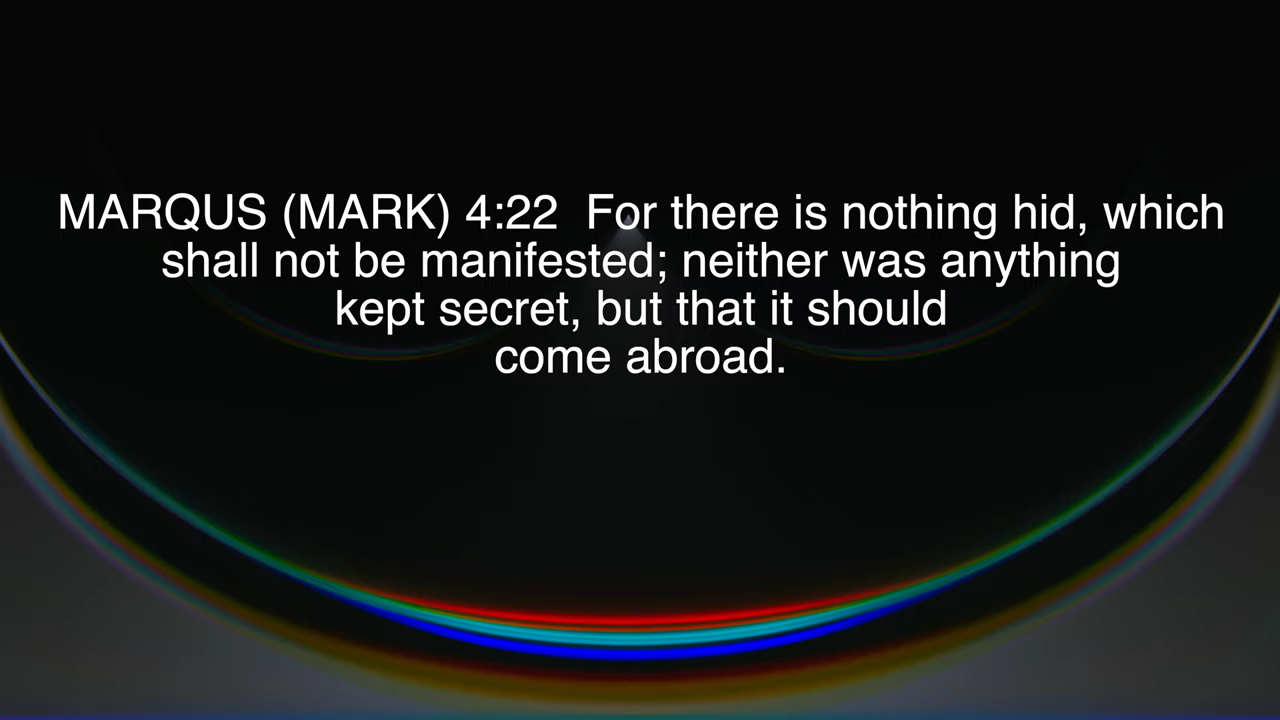 MARQUS (MARK) 4:22  For there is nothing hid, which
shall not be manifested; neither was anything
kept secret, but that it should
come abroad.